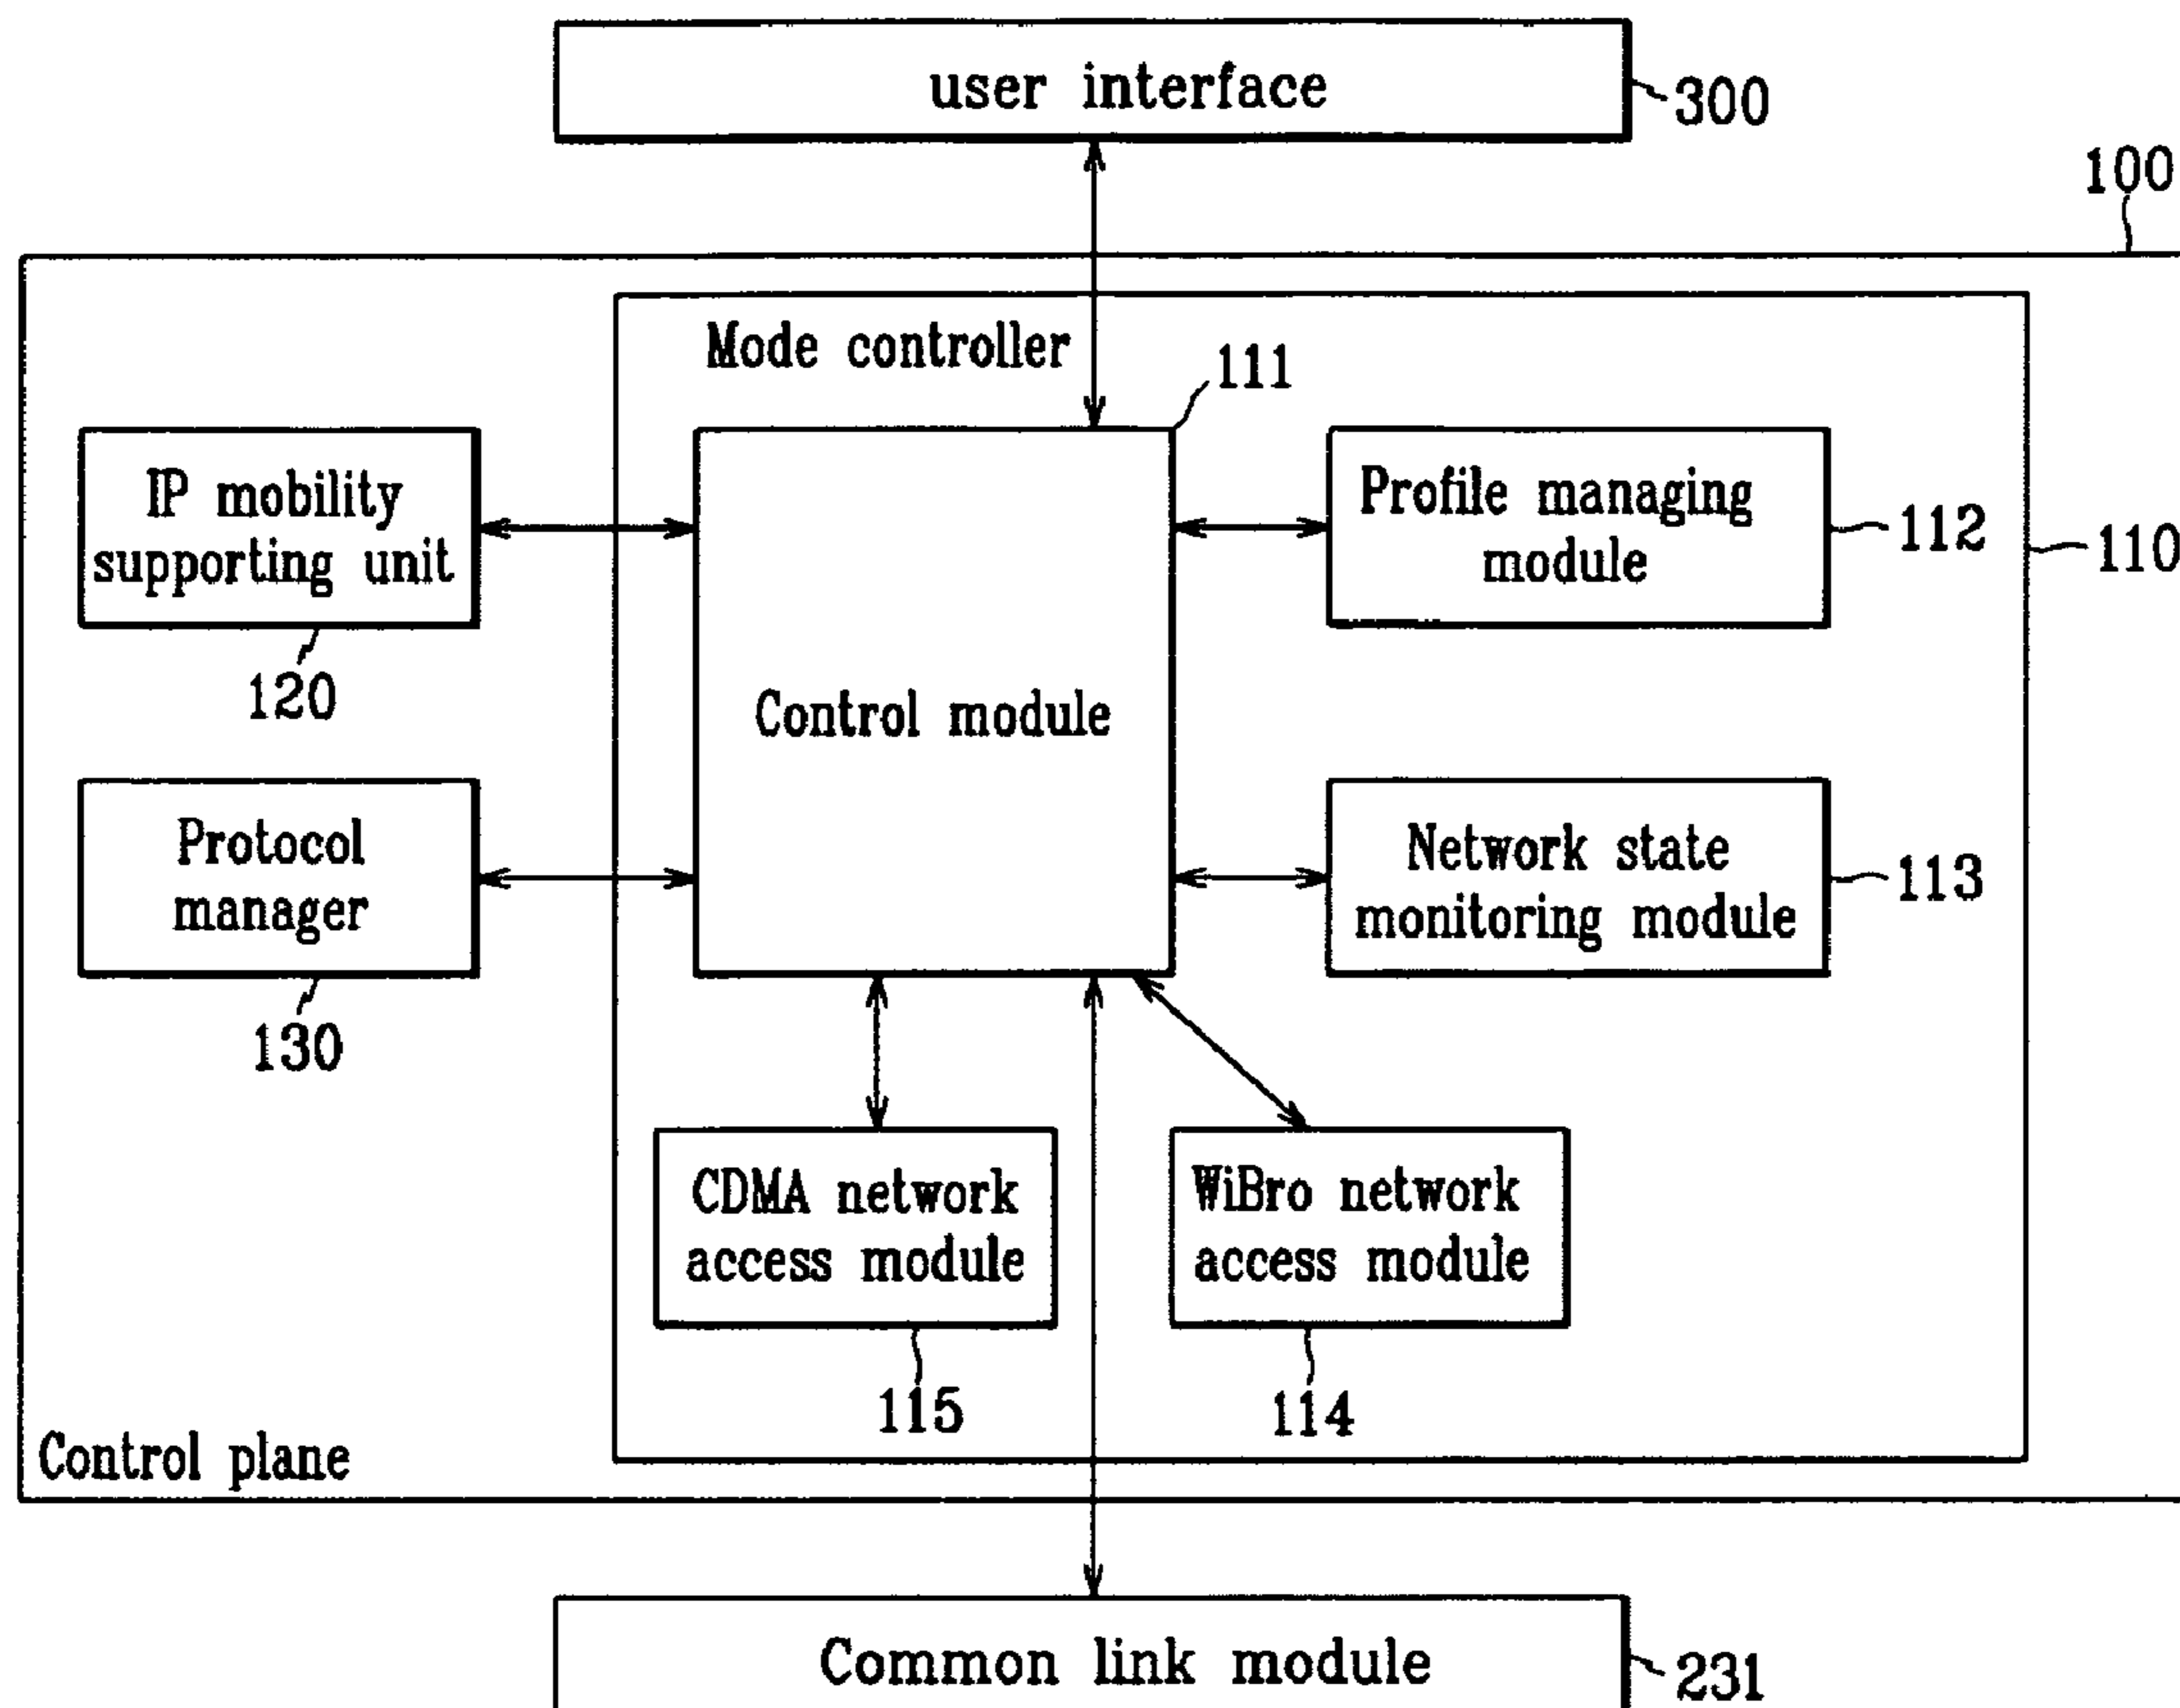 user interface
300
100
Mode controller
111
IP mobility
supporting unit
120
Profile managing
module
112
110
Control module
Protocol
manager
130
Network state
monitoring module
113
CDMA network
access module
115
WiBro network
access module
114
Control plane
Common link module
231